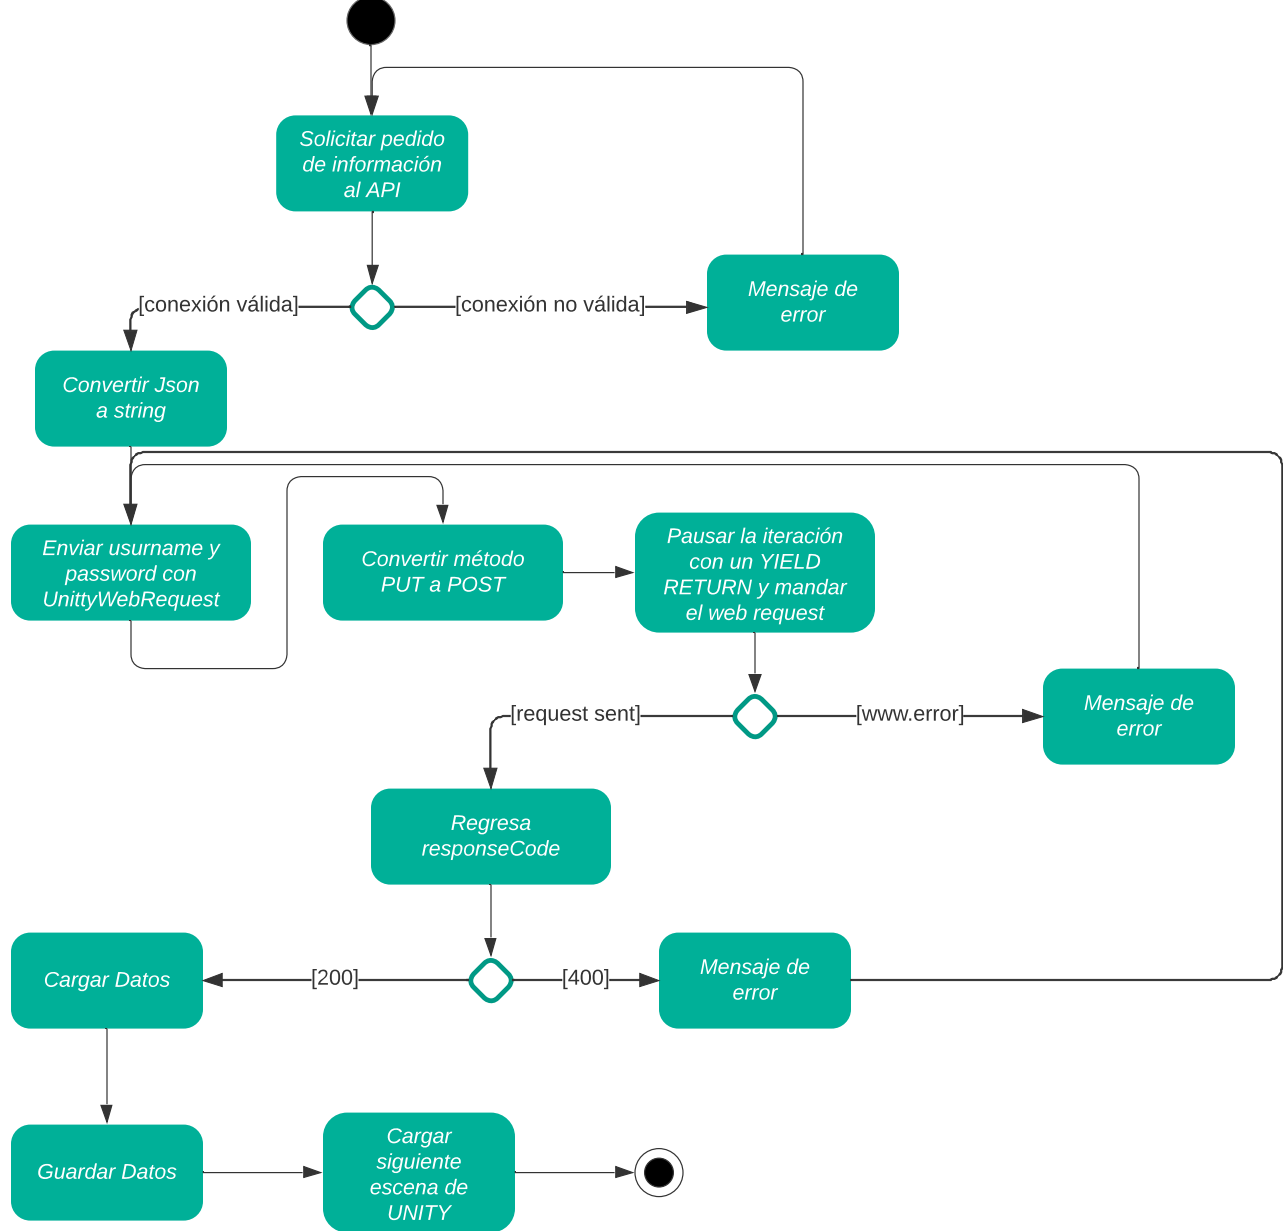 Solicitar pedido
de información
al API
[conexión válida]
[conexión no válida]
Mensaje de
error
Convertir Json
a string
Enviar usurname y
password con
UnittyWebRequest
Convertir método
PUT a POST
Pausar la iteración
con un YIELD
RETURN y mandar
el web request
[request sent]
[www.error]
Mensaje de
error
Regresa
responseCode
Cargar Datos
[200]
[400]
Mensaje de
error
Guardar Datos
Cargar
siguiente
escena de
UNITY